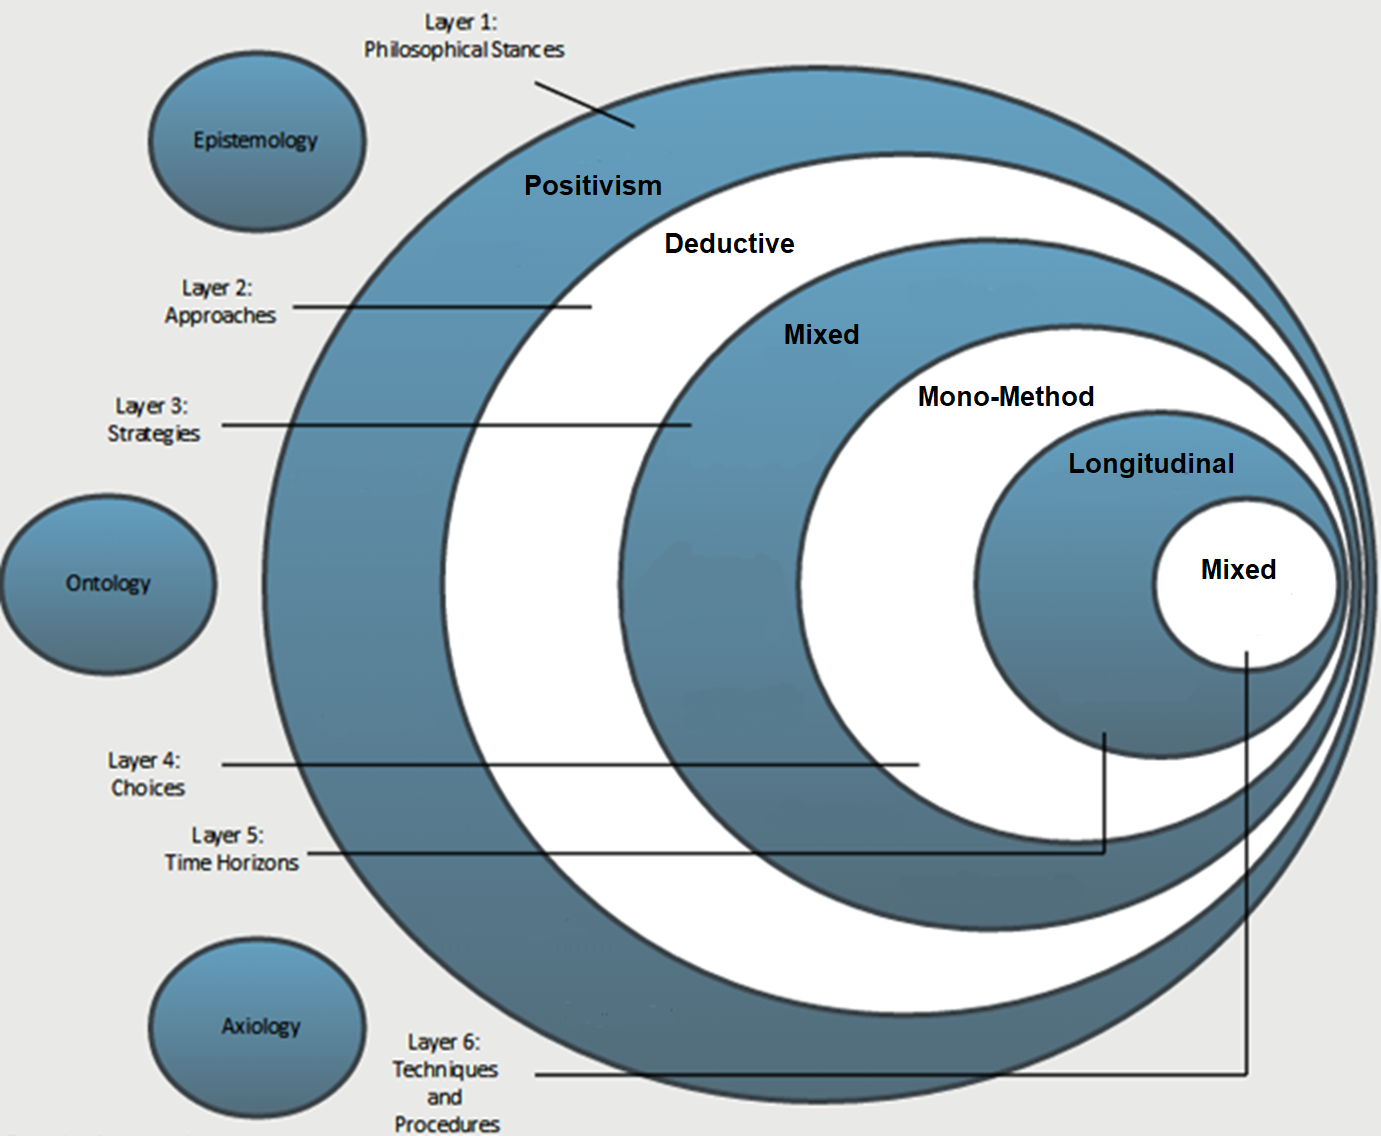 Layer 1:
Philosophical Stances
Epistemology
Positivism
Deductive
Layer 2:
Approaches
Mixed
Mono-Method
Layer 3:
Strategies
Longitudinal
Mixed
Ontology
Layer 4:
Choices
Layer 5:
Time Horizons
Axiology
Layer 6:
Techniques
and
Procedures